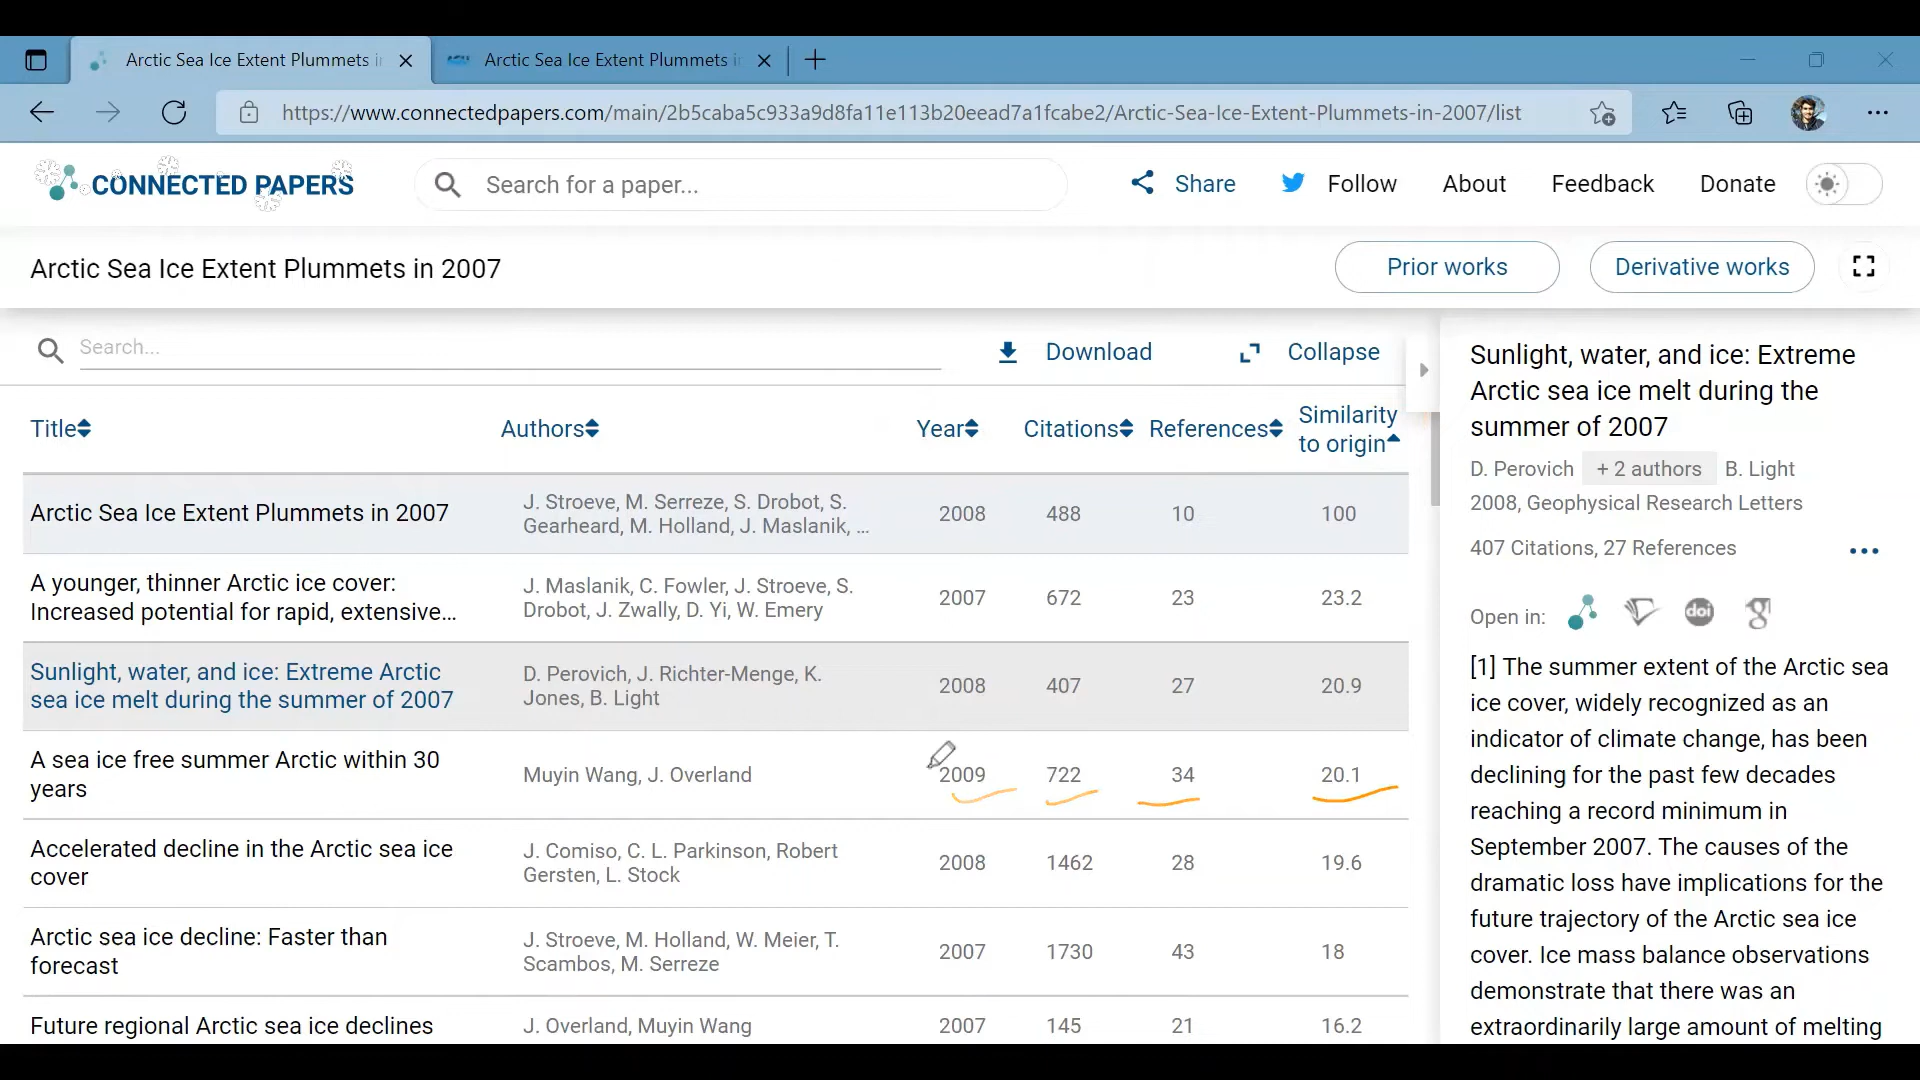 Arctic Sea Ice Extent Plummets i
Arctic Sea Ice Extent Plummets i
https://www.connectedpapers.com/main/2b5caba5c933a9d8fa11e113b20eead7a1fcabe2/Arctic-Sea-Ice-Extent-Plummets-in-2007/list
CONNECTED PAPERS
Search for a paper...
Share
Follow
About
Feedback
Donate
Arctic Sea Ice Extent Plummets in 2007
Prior works
Derivative works
Search...
Download
Collapse
Title
Authors
Year
Citations
References
Similarity
to origin
Arctic Sea Ice Extent Plummets in 2007
J. Stroeve, M. Serreze, S. Drobot, S.
Gearheard, M. Holland, J. Maslanik, ...
2008
488
10
100
A younger, thinner Arctic ice cover:
Increased potential for rapid, extensive...
J. Maslanik, C. Fowler, J. Stroeve, S.
Drobot, J. Zwally, D. Yi, W. Emery
2007
672
23
23.2
Sunlight, water, and ice: Extreme Arctic
sea ice melt during the summer of 2007
D. Perovich, J. Richter-Menge, K.
Jones, B. Light
2008
407
27
20.9
A sea ice free summer Arctic within 30
years
Muyin Wang, J. Overland
2009
722
34
20.1
Accelerated decline in the Arctic sea ice
cover
J. Comiso, C. L. Parkinson, Robert
Gersten, L. Stock
2008
1462
28
19.6
Arctic sea ice decline: Faster than
forecast
J. Stroeve, M. Holland, W. Meier, T.
Scambos, M. Serreze
2007
1730
43
18
Future regional Arctic sea ice declines
J. Overland, Muyin Wang
2007
145
21
16.2
Sunlight, water, and ice: Extreme
Arctic sea ice melt during the
summer of 2007
D. Perovich + 2 authors B. Light
2008, Geophysical Research Letters
407 Citations, 27 References
Open in:
doi
g
[1] The summer extent of the Arctic sea
ice cover, widely recognized as an
indicator of climate change, has been
declining for the past few decades
reaching a record minimum in
September 2007. The causes of the
dramatic loss have implications for the
future trajectory of the Arctic sea ice
cover. Ice mass balance observations
demonstrate that there was an
extraordinarily large amount of melting